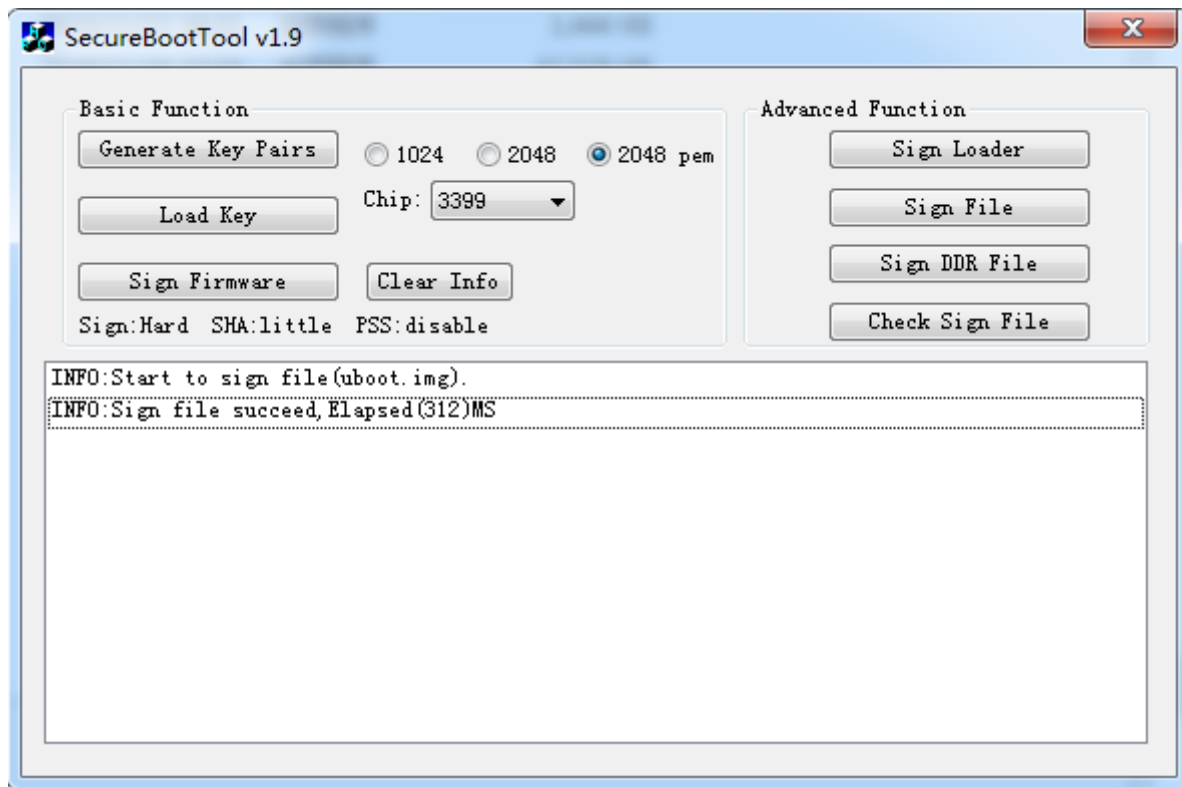 SecureBootTool v1.9
Basic Function
Generate Key Pairs
1024
2048
2048 pem
Load Key
Chip:
3399
Sign Firmware
Clear Info
Sign:Hard SHA:little PSS:disable
Advanced Function
Sign Loader
Sign File
Sign DDR File
Check Sign File
INFO:Start to sign file(uboot.img).
INFO:Sign file succeed,Elapsed(312)MS